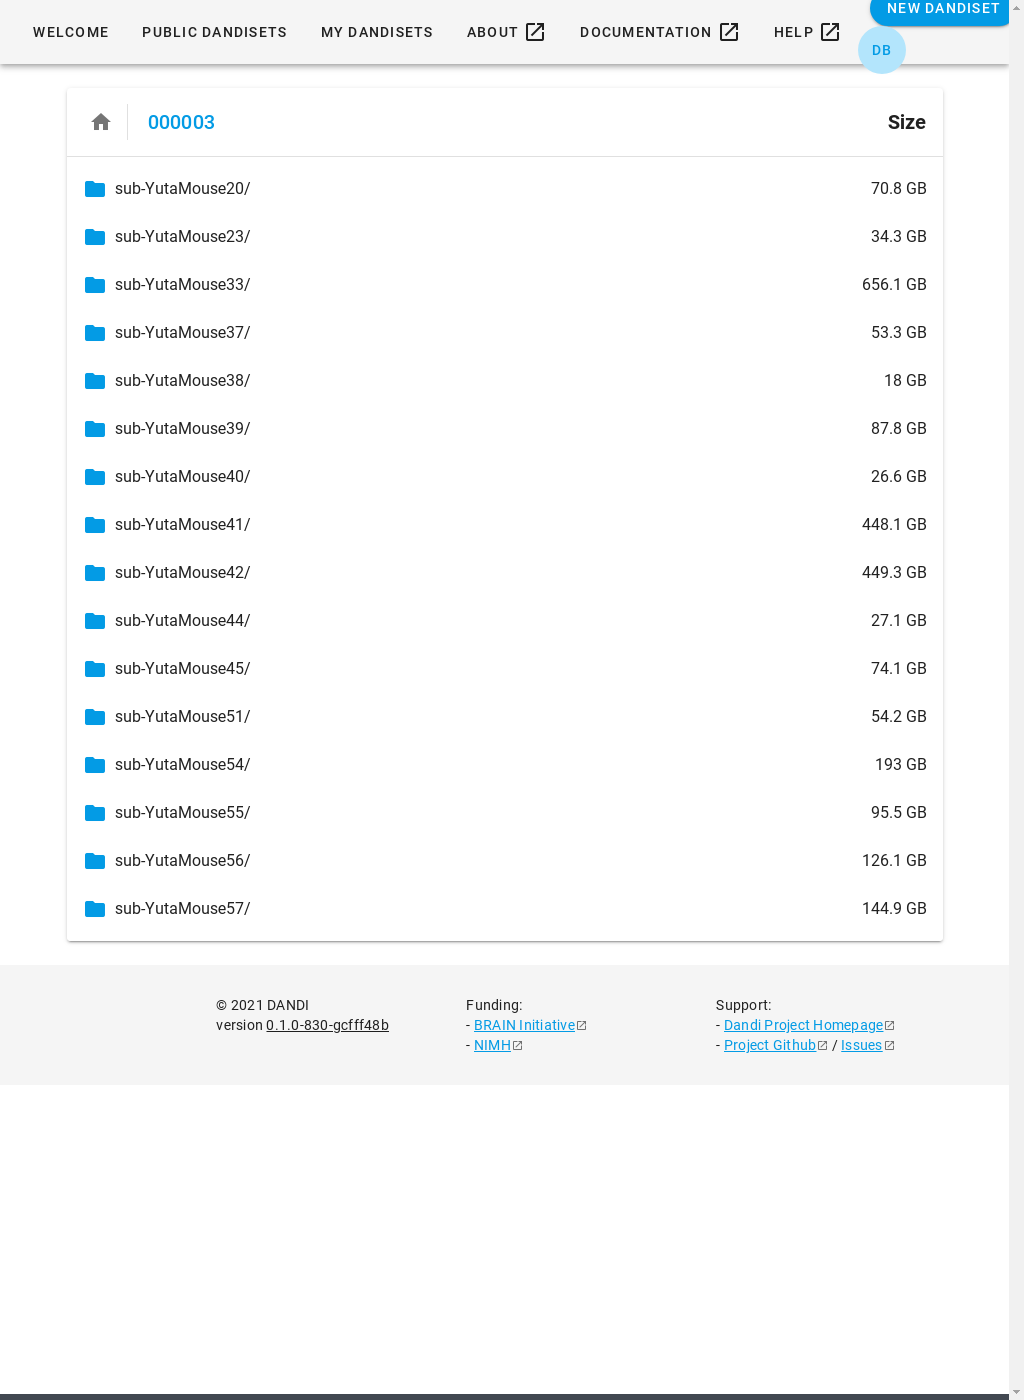 NEW DANDISET
WELCOME PUBLIC DANDISETS MY DANDISETS ABOUT DOCUMENTATION HELP
DB
000003 Size
sub-YutaMouse20/ 70.8 GB
sub-YutaMouse23/ 34.3 GB
sub-YutaMouse33/ 656.1 GB
sub-YutaMouse37/ 53.3 GB
sub-YutaMouse38/ 18 GB
sub-YutaMouse39/ 87.8 GB
sub-YutaMouse40/ 26.6 GB
sub-YutaMouse41/ 448.1 GB
sub-YutaMouse42/ 449.3 GB
sub-YutaMouse44/ 27.1 GB
sub-YutaMouse45/ 74.1 GB
sub-YutaMouse51/ 54.2 GB
sub-YutaMouse54/ 193 GB
sub-YutaMouse55/ 95.5 GB
sub-YutaMouse56/ 126.1 GB
sub-YutaMouse57/ 144.9 GB
© 2021 DANDI
version 0.1.0-830-gcfff48b
Funding:
- BRAIN Initiative
- NIMH
Support:
- Dandi Project Homepage
- Project Github / Issues